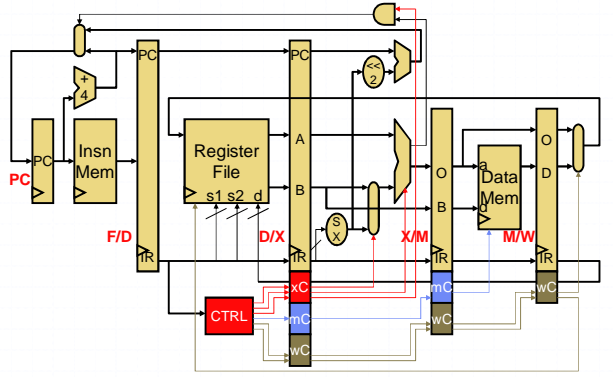 PC
PC
<<
2
+
4
PC
Insn
Mem
Register
File
s1 s2 d
A
B
S
X
O
B
a
d
Data
Mem
O
D
PC
F/D
D/X
X/M
M/W
IR
IR
IR
IR
CTRL
xC
mC
wC
mC
wC
wC